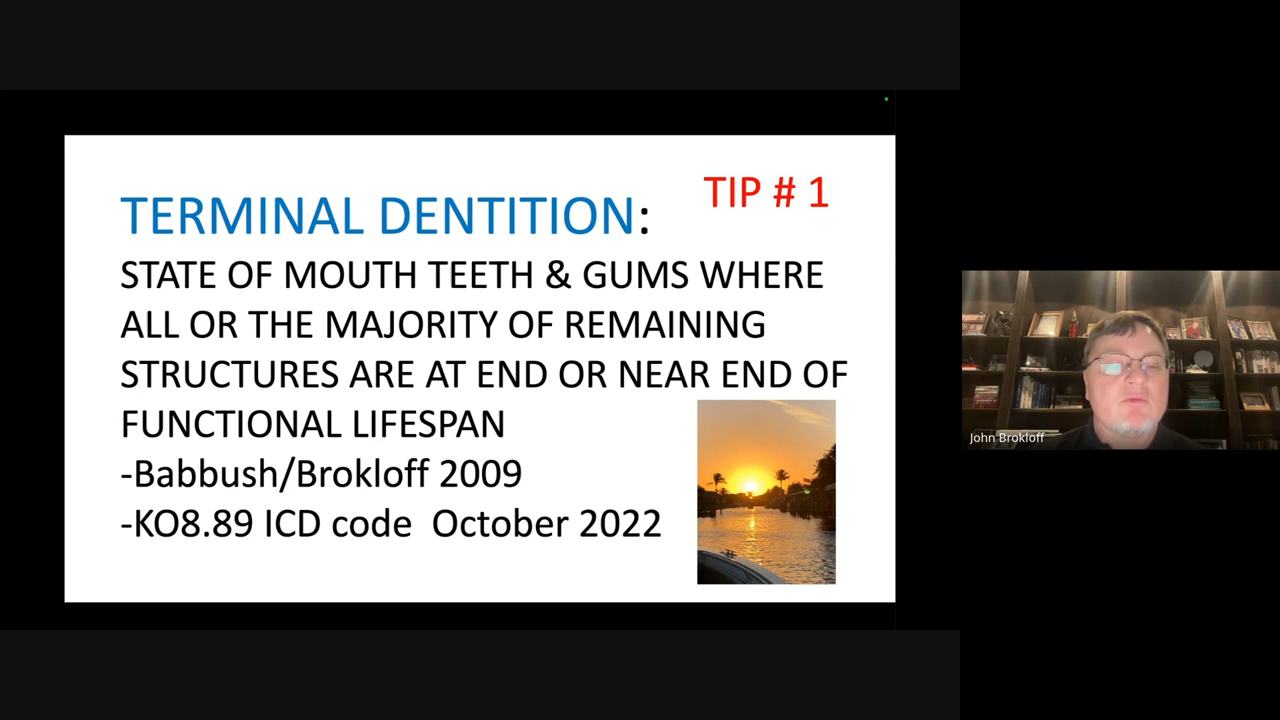 TIP # 1
TERMINAL DENTITION:
STATE OF MOUTH TEETH & GUMS WHERE
ALL OR THE MAJORITY OF REMAINING
STRUCTURES ARE AT END OR NEAR END OF
FUNCTIONAL LIFESPAN
-Babbush/Brokloff 2009
-KO8.89 ICD code  October 2022
John Brokloff